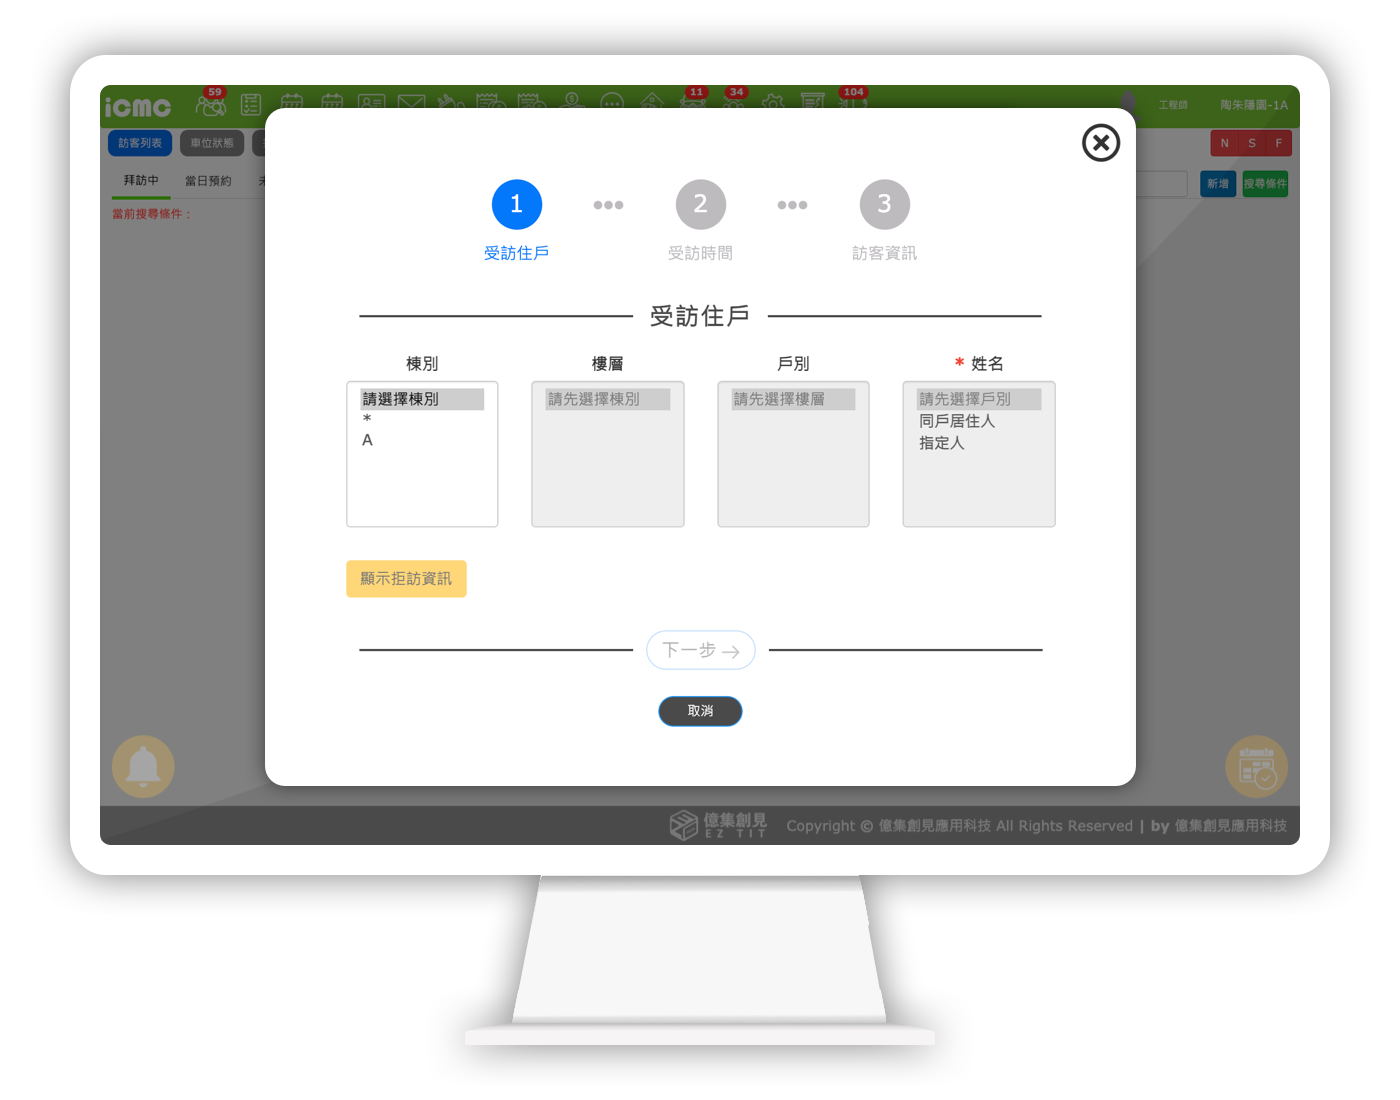 59
11
34
104
icmc
工程師
陶朱隱園-1A
訪客列表
車位狀態
N S F
拜訪中
當日預約
新增
搜尋條件
當前搜尋條件：
1
2
3
受訪住戶
受訪時間
訪客資訊
受訪住戶
棟別
樓層
戶別
* 姓名
請選擇棟別
*
A
請先選擇棟別
請先選擇樓層
請先選擇戶別
同戶居住人
指定人
顯示拒訪資訊
下一步→
取消
億集創見
EZ TIT
Copyright © 億集創見應用科技 All Rights Reserved | by 億集創見應用科技